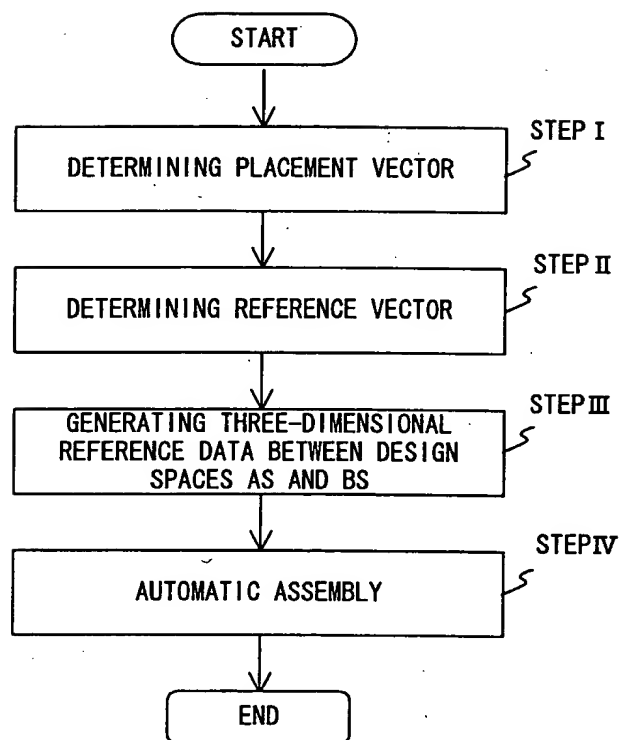 START
STEP I
DETERMINING PLACEMENT VECTOR
STEP II
DETERMINING REFERENCE VECTOR
STEP III
GENERATING THREE-DIMENSIONAL
REFERENCE DATA BETWEEN DESIGN
SPACES AS AND BS
STEP IV
AUTOMATIC ASSEMBLY
END